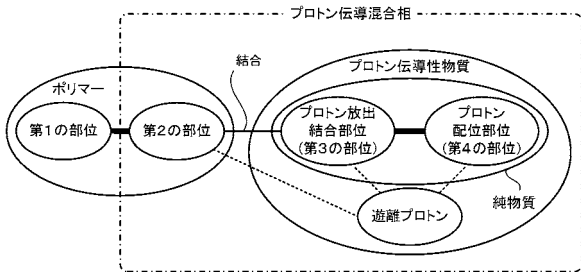 プロトン伝導混合相
結合
ポリマー
プロトン伝導性物質
第1の部位
第2の部位
プロトン放出
結合部位
(第3の部位)
プロトン
配位部位
(第4の部位)
純物質
遊離プロトン